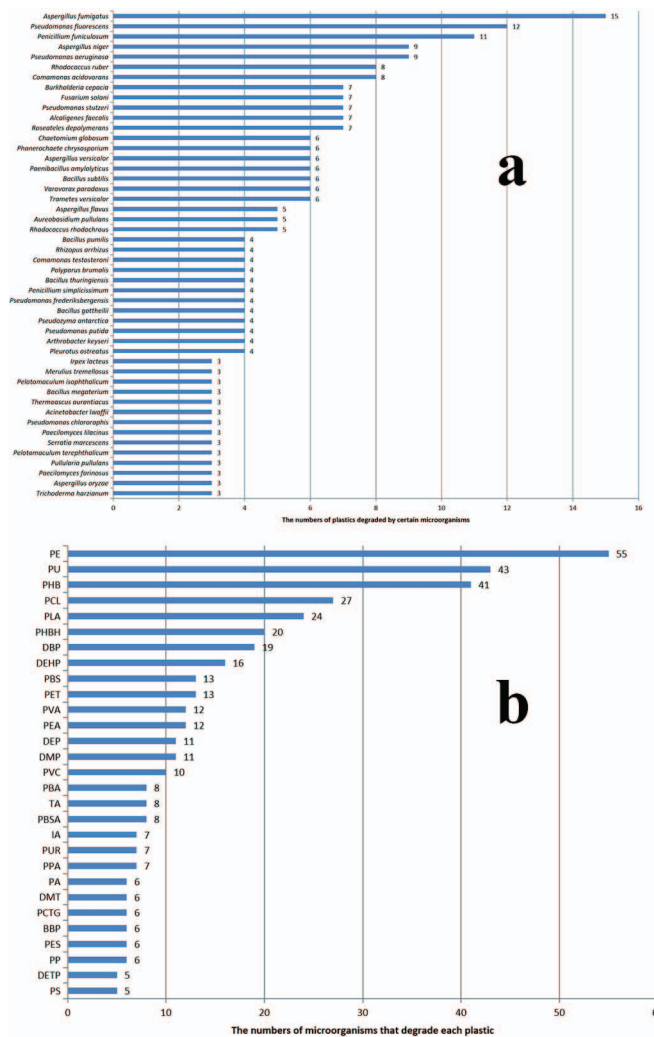 Aspergillus fumigatus 15
Pseudomonas fluorescens 12
Penicillium funiculosum 11
Aspergillus niger 9
Pseudomonas aeruginosa 9
Rhodococcus ruber 8
Comamonas acidovorans 8
Burkholderia cepacia 7
Fusarium solani 7
Pseudomonas stutzeri 7
Alcaligenes faecalis 7
Roseateles depolymerans 7
Chaetomium globosum 6
Phanerochaete chrysosporium 6
Aspergillus versicolor 6
Paenibacillus amylolyticus 6
Bacillus subtilis 6
Varovorax paradoxus 6
Trametes versicolor 6
Aspergillus flavus 5
Aureobasidium pullulans 5
Rhodococcus rhodochrous 5
Bacillus pumilis 4
Rhizopus arrhizus 4
Comamonas testosteroni 4
Polyporus brumalis 4
Bacillus thuringiensis 4
Penicillium simplicissimum 4
Pseudomonas frederiksbergensis 4
Bacillus gottheilii 4
Pseudozyma antarctica 4
Pseudomonas putida 4
Arthrobacter keyseri 4
Pleurotus ostreatus 4
Irpex lacteus 3
Merulius tremellosus 3
Pelotomaculum isophthalicum 3
Bacillus megaterium 3
Thermoascus aurantiacus 3
Acinetobacter lwoffii 3
Pseudomonas chlororaphis 3
Paecilomyces lilacinus 3
Serratia marcescens 3
Pelotomaculum terephthalicum 3
Pullularia pullulans 3
Paecilomyces farinosus 3
Aspergillus oryzae 3
Trichoderma harzianum 3
0 2 4 6 8 10 12 14 16
The numbers of plastics degraded by certain microorganisms
a
PE 55
PU 43
PHB 41
PCL 27
PLA 24
PHBH 20
DBP 19
DEHP 16
PBS 13
PET 13
PVA 12
PEA 12
DEP 11
DMP 11
PVC 10
PBA 8
TA 8
PBSA 8
IA 7
PUR 7
PPA 7
PA 6
DMT 6
PCTG 6
BBP 6
PES 6
PP 6
DETP 5
PS 5
0 10 20 30 40 50
The numbers of microorganisms that degrade each plastic
b